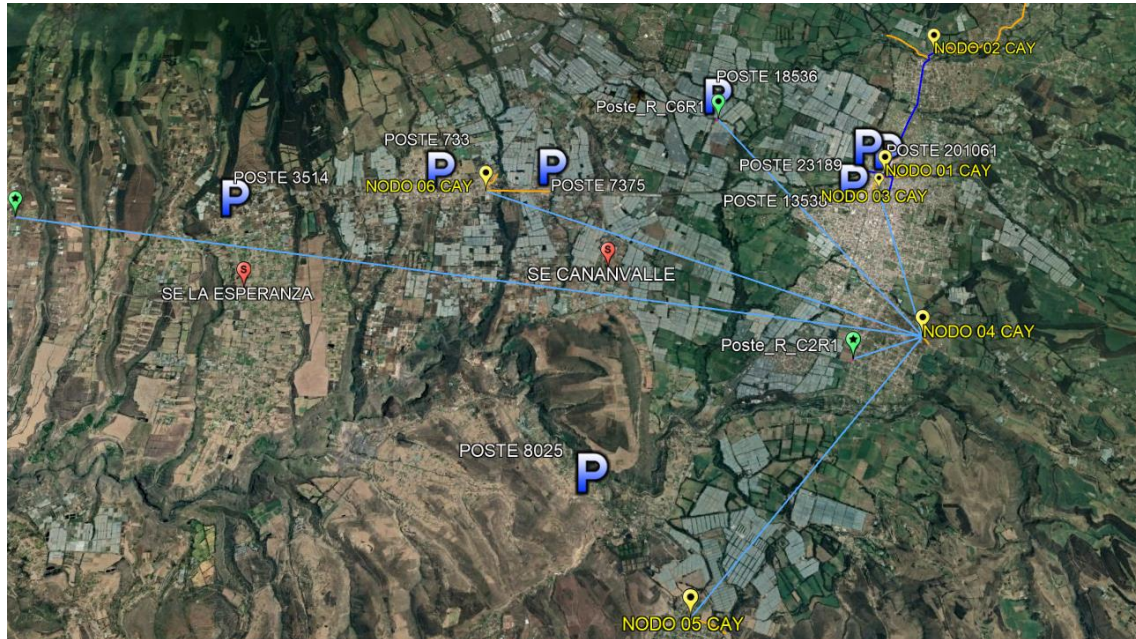 NODO 02 CAY
POSTE 18536
P
Poste_R_C6R1
POSTE 733
P
P
P
P
POSTE 201061
POSTE 23189
NODO 01 CAY
POSTE 3514
P
NODO 06 CAY
POSTE 7375
P
NODO 03 CAY
POSTE 13530
S
SE CANANVALLE
S
SE LA ESPERANZA
NODO 04 CAY
Poste_R_C2R1
POSTE 8025
P
NODO 05 CAY